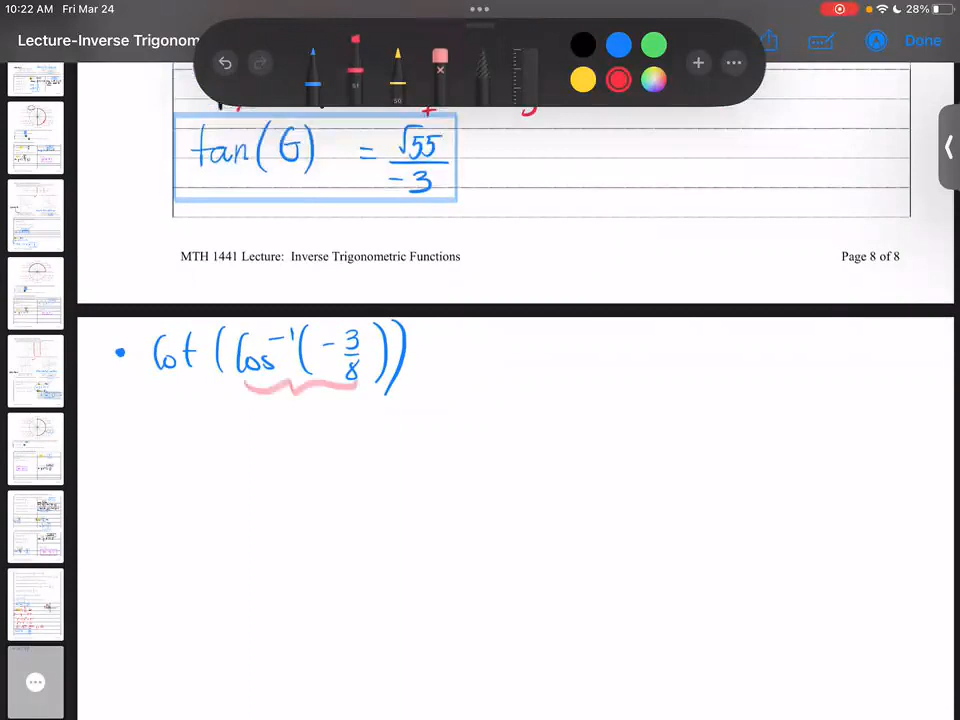 10:22 AM Fri Mar 24
28%
Lecture-Inverse Trigonom
Done
tan(G) = √55/-3
MTH 1441 Lecture: Inverse Trigonometric Functions
Page 8 of 8
• Cot (Cos⁻¹(-3/8))